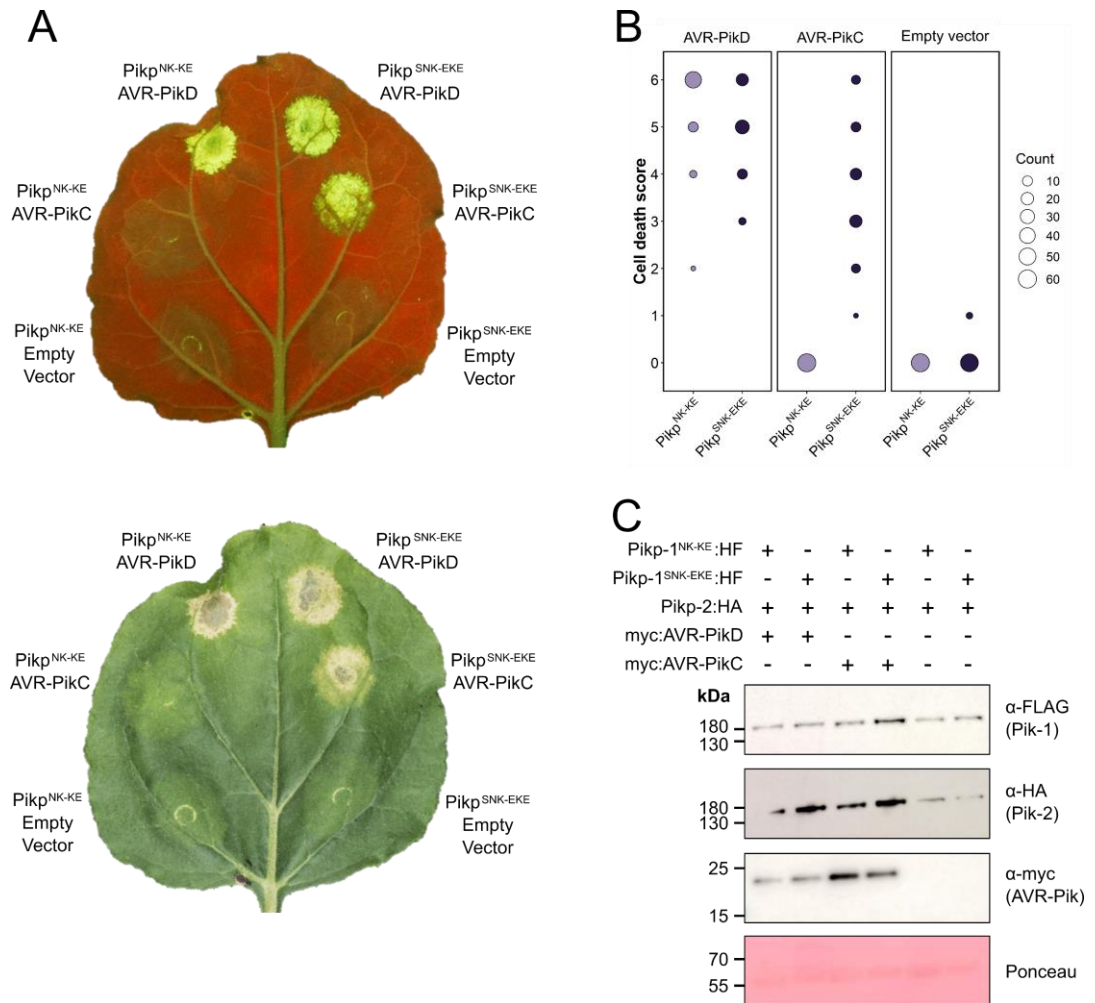 A
Pikp^NK-KE
AVR-PikD
Pikp^SNK-EKE
AVR-PikD
Pikp^NK-KE
AVR-PikC
Pikp^SNK-EKE
AVR-PikC
Pikp^NK-KE
Empty
Vector
Pikp^SNK-EKE
Empty
Vector
Pikp^NK-KE
AVR-PikD
Pikp^SNK-EKE
AVR-PikD
Pikp^NK-KE
AVR-PikC
Pikp^SNK-EKE
AVR-PikC
Pikp^NK-KE
Empty
Vector
Pikp^SNK-EKE
Empty
Vector
B
AVR-PikD AVR-PikC Empty vector
Cell death score
6
5
4
3
2
1
0
Pikp^NK-KE
Pikp^SNK-EKE
Pikp^NK-KE
Pikp^SNK-EKE
Pikp^NK-KE
Pikp^SNK-EKE
Count
10
20
30
40
50
60
C
Pikp-1^NK-KE:HF + - + - + -
Pikp-1^SNK-EKE:HF - + - + - +
Pikp-2:HA + + + + + +
myc:AVR-PikD + + - - - -
myc:AVR-PikC - - + + - -
kDa
180
130
α-FLAG
(Pik-1)
180
130
α-HA
(Pik-2)
25
15
α-myc
(AVR-Pik)
70
55
Ponceau